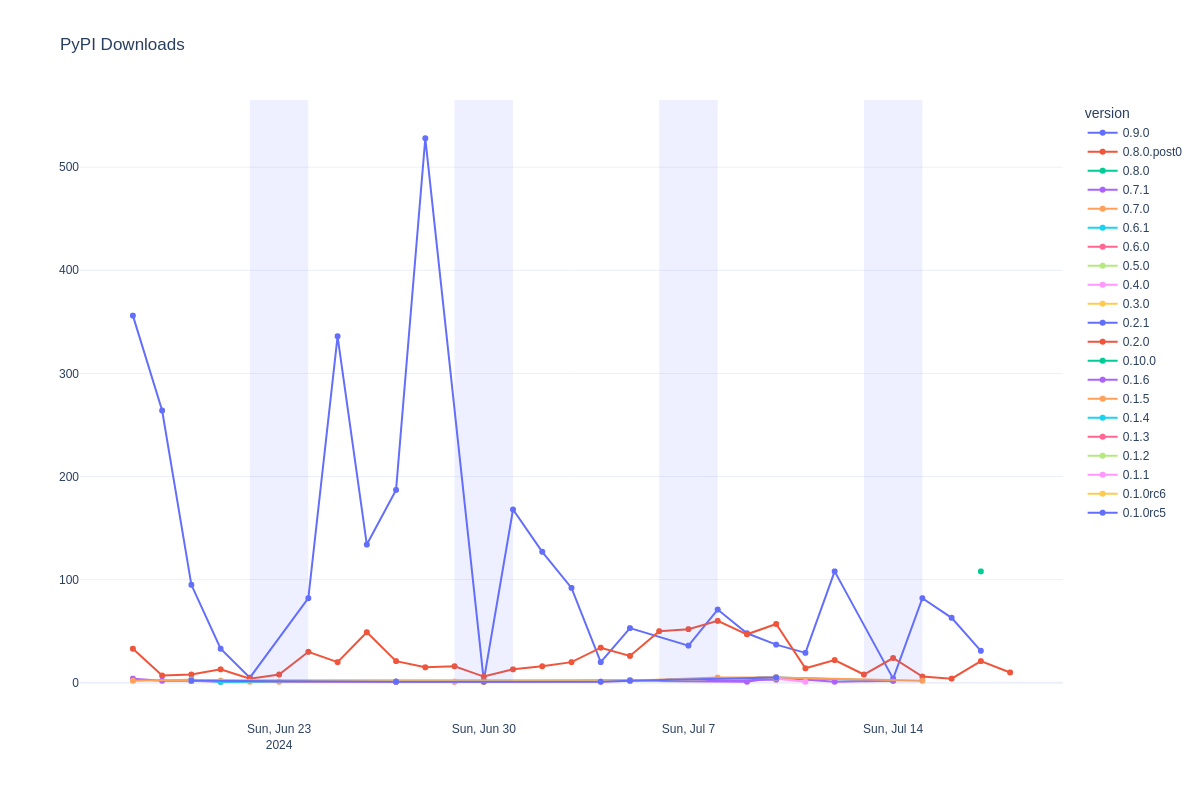 PyPI Downloads
500
400
300
200
100
0
Sun, Jun 23
2024
Sun, Jun 30
Sun, Jul 7
Sun, Jul 14
version
0.9.0
0.8.0.post0
0.8.0
0.7.1
0.7.0
0.6.1
0.6.0
0.5.0
0.4.0
0.3.0
0.2.1
0.2.0
0.10.0
0.1.6
0.1.5
0.1.4
0.1.3
0.1.2
0.1.1
0.1.0rc6
0.1.0rc5